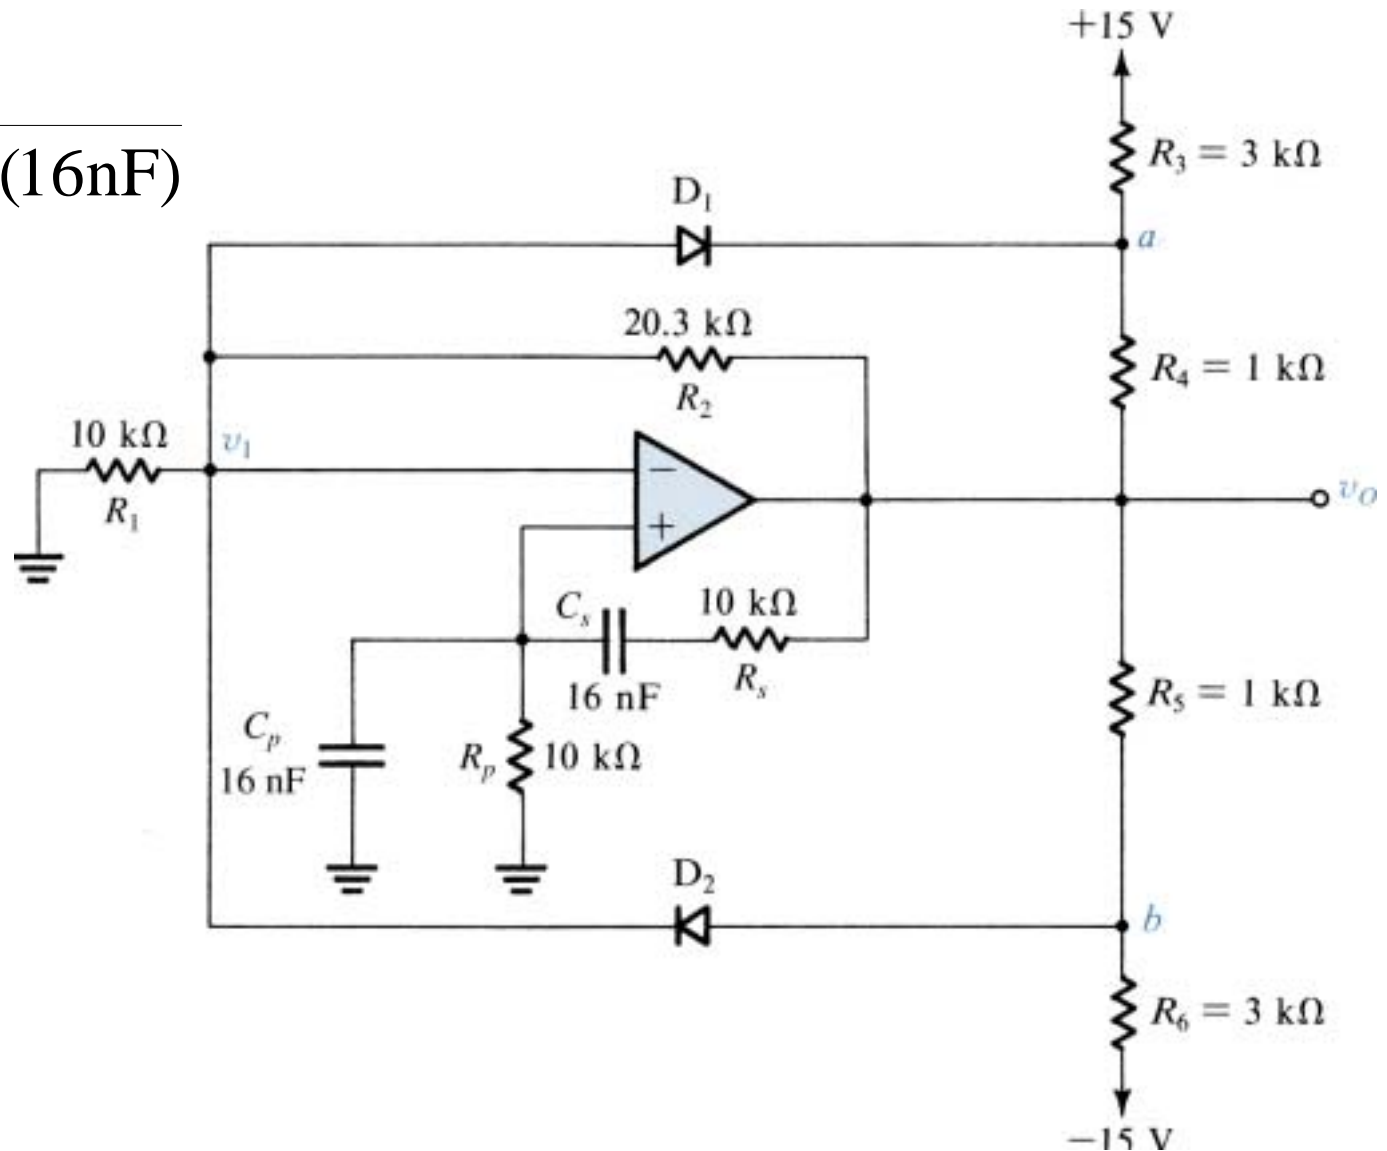 +15 V
(16nF)
R₃ = 3 kΩ
D₁
a
20.3 kΩ
R₂
R₄ = 1 kΩ
10 kΩ
v₁
R₁
−
+
v_O
Cₛ
10 kΩ
16 nF
Rₛ
R₅ = 1 kΩ
Cₚ
16 nF
Rₚ
10 kΩ
D₂
b
R₆ = 3 kΩ
−15 V